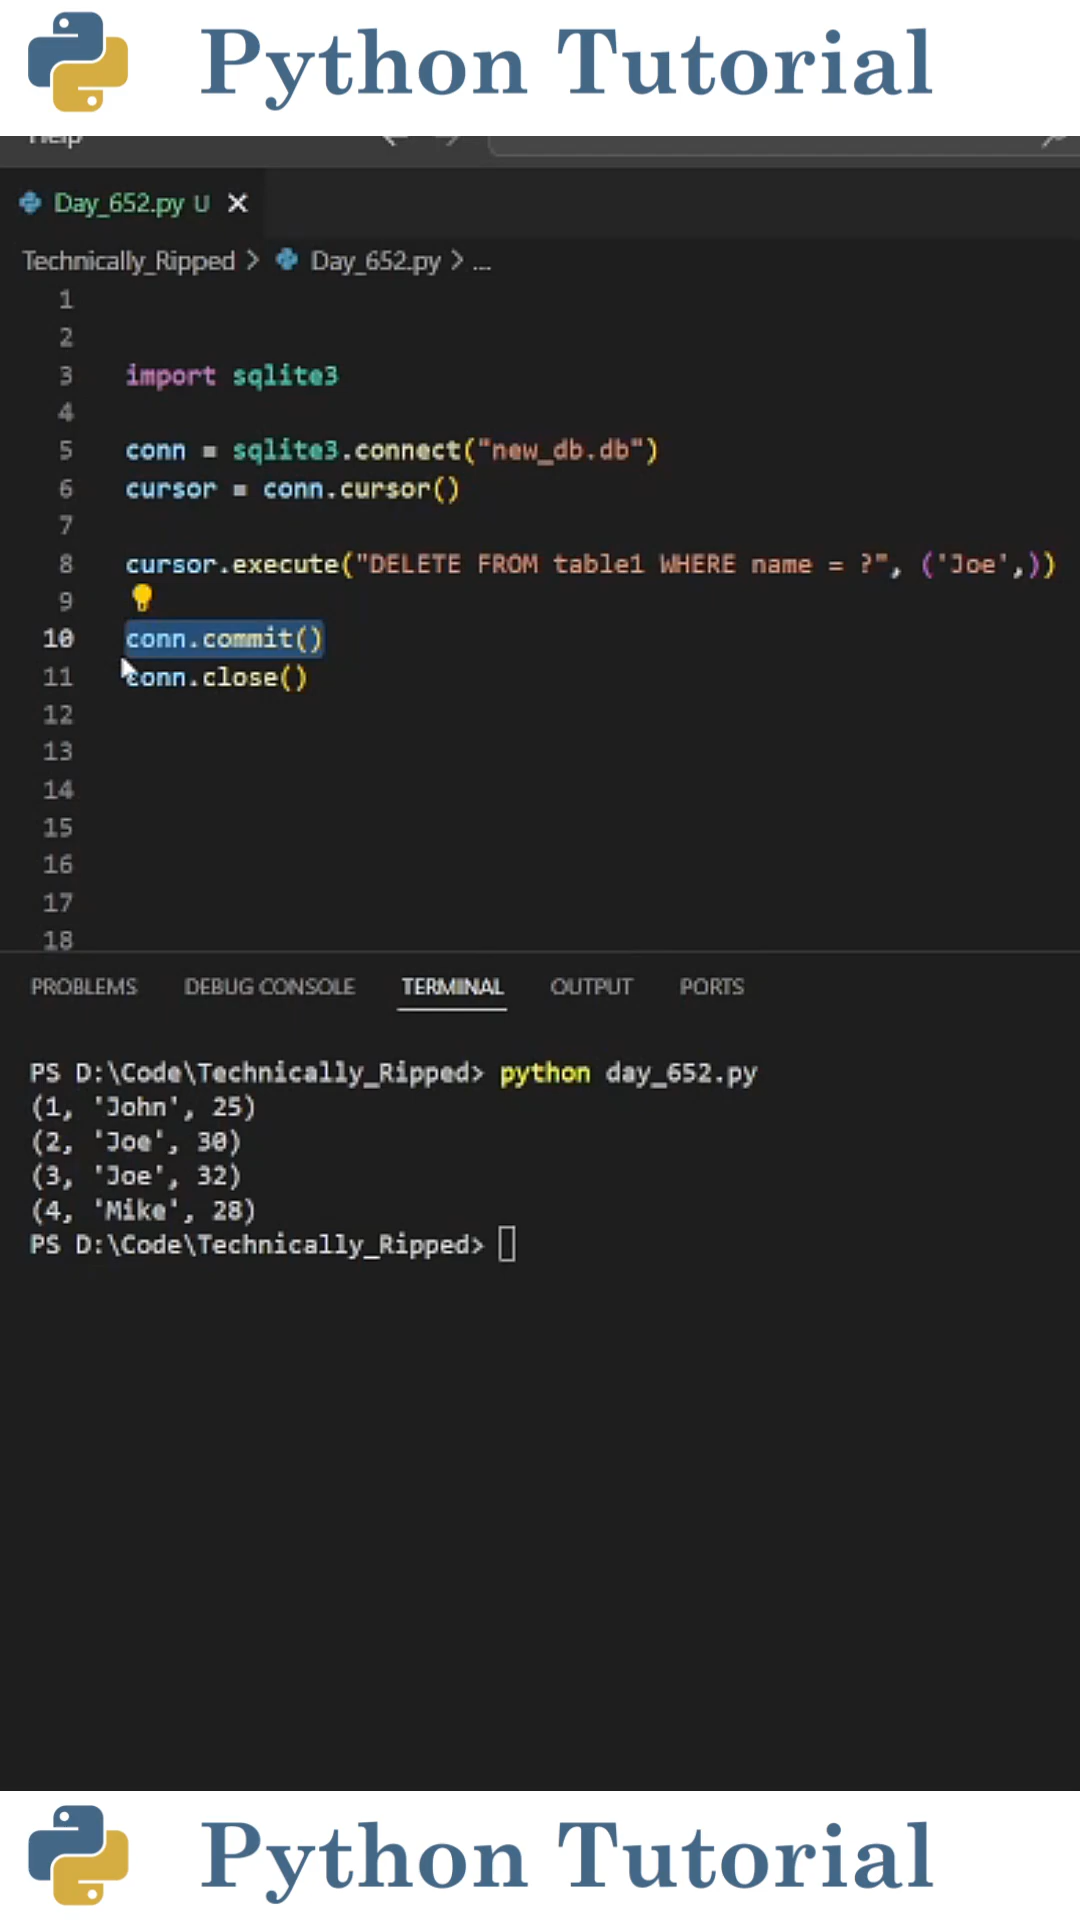 Python Tutorial
Help
Day_652.py U
Technically_Ripped > Day_652.py > ...
1
2
3 import sqlite3
4
5 conn = sqlite3.connect("new_db.db")
6 cursor = conn.cursor()
7
8 cursor.execute("DELETE FROM table1 WHERE name = ?", ('Joe',))
9
10 conn.commit()
11 conn.close()
12
13
14
15
16
17
18
PROBLEMS DEBUG CONSOLE TERMINAL OUTPUT PORTS
PS D:\Code\Technically_Ripped> python day_652.py
(1, 'John', 25)
(2, 'Joe', 30)
(3, 'Joe', 32)
(4, 'Mike', 28)
PS D:\Code\Technically_Ripped>
Python Tutorial